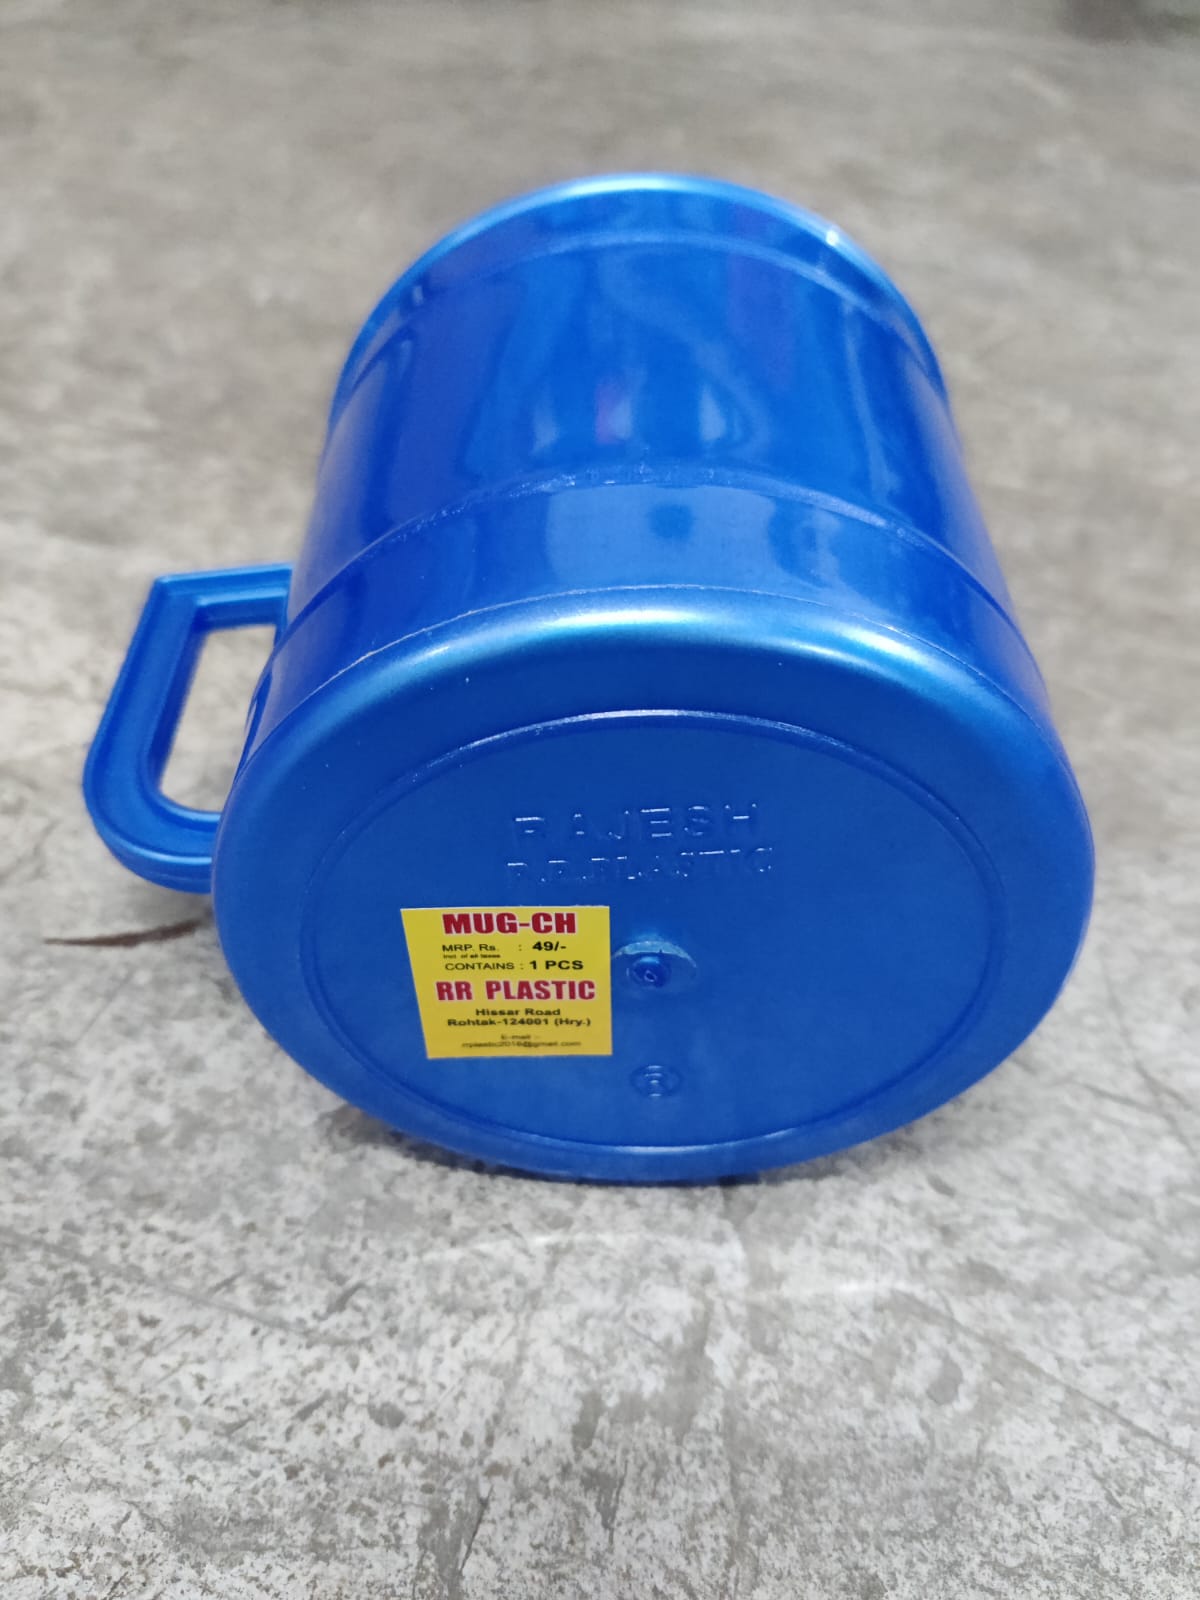 RAJESH
R.R.PLASTIC
MUG-CH
MRP. Rs. : 49/-
Incl. of all taxes
CONTAINS : 1 PCS
RR PLASTIC
Hissar Road
Rohtak-124001 (Hry.)
E-mail :-
rrplastic2016@gmail.com
R